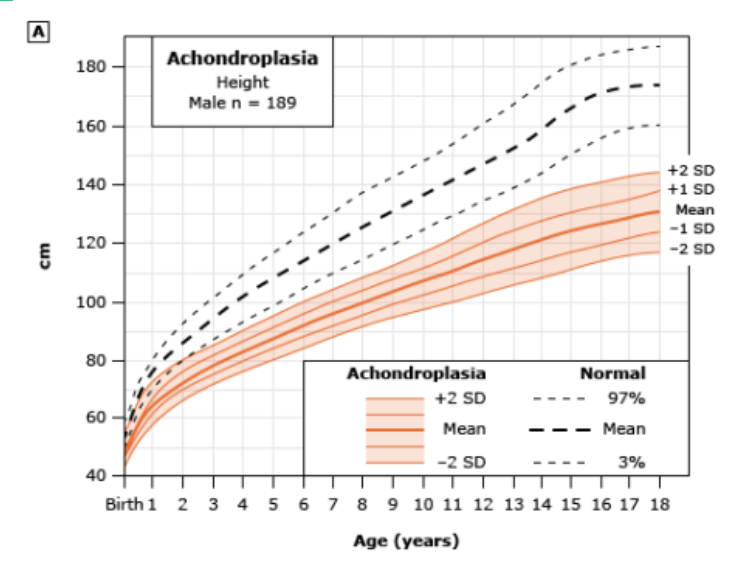 A
Achondroplasia
Height
Male n = 189
180
160
140
120
100
80
60
40
cm
+2 SD
+1 SD
Mean
−1 SD
−2 SD
Achondroplasia Normal
+2 SD 97%
Mean Mean
−2 SD 3%
Birth 1 2 3 4 5 6 7 8 9 10 11 12 13 14 15 16 17 18
Age (years)